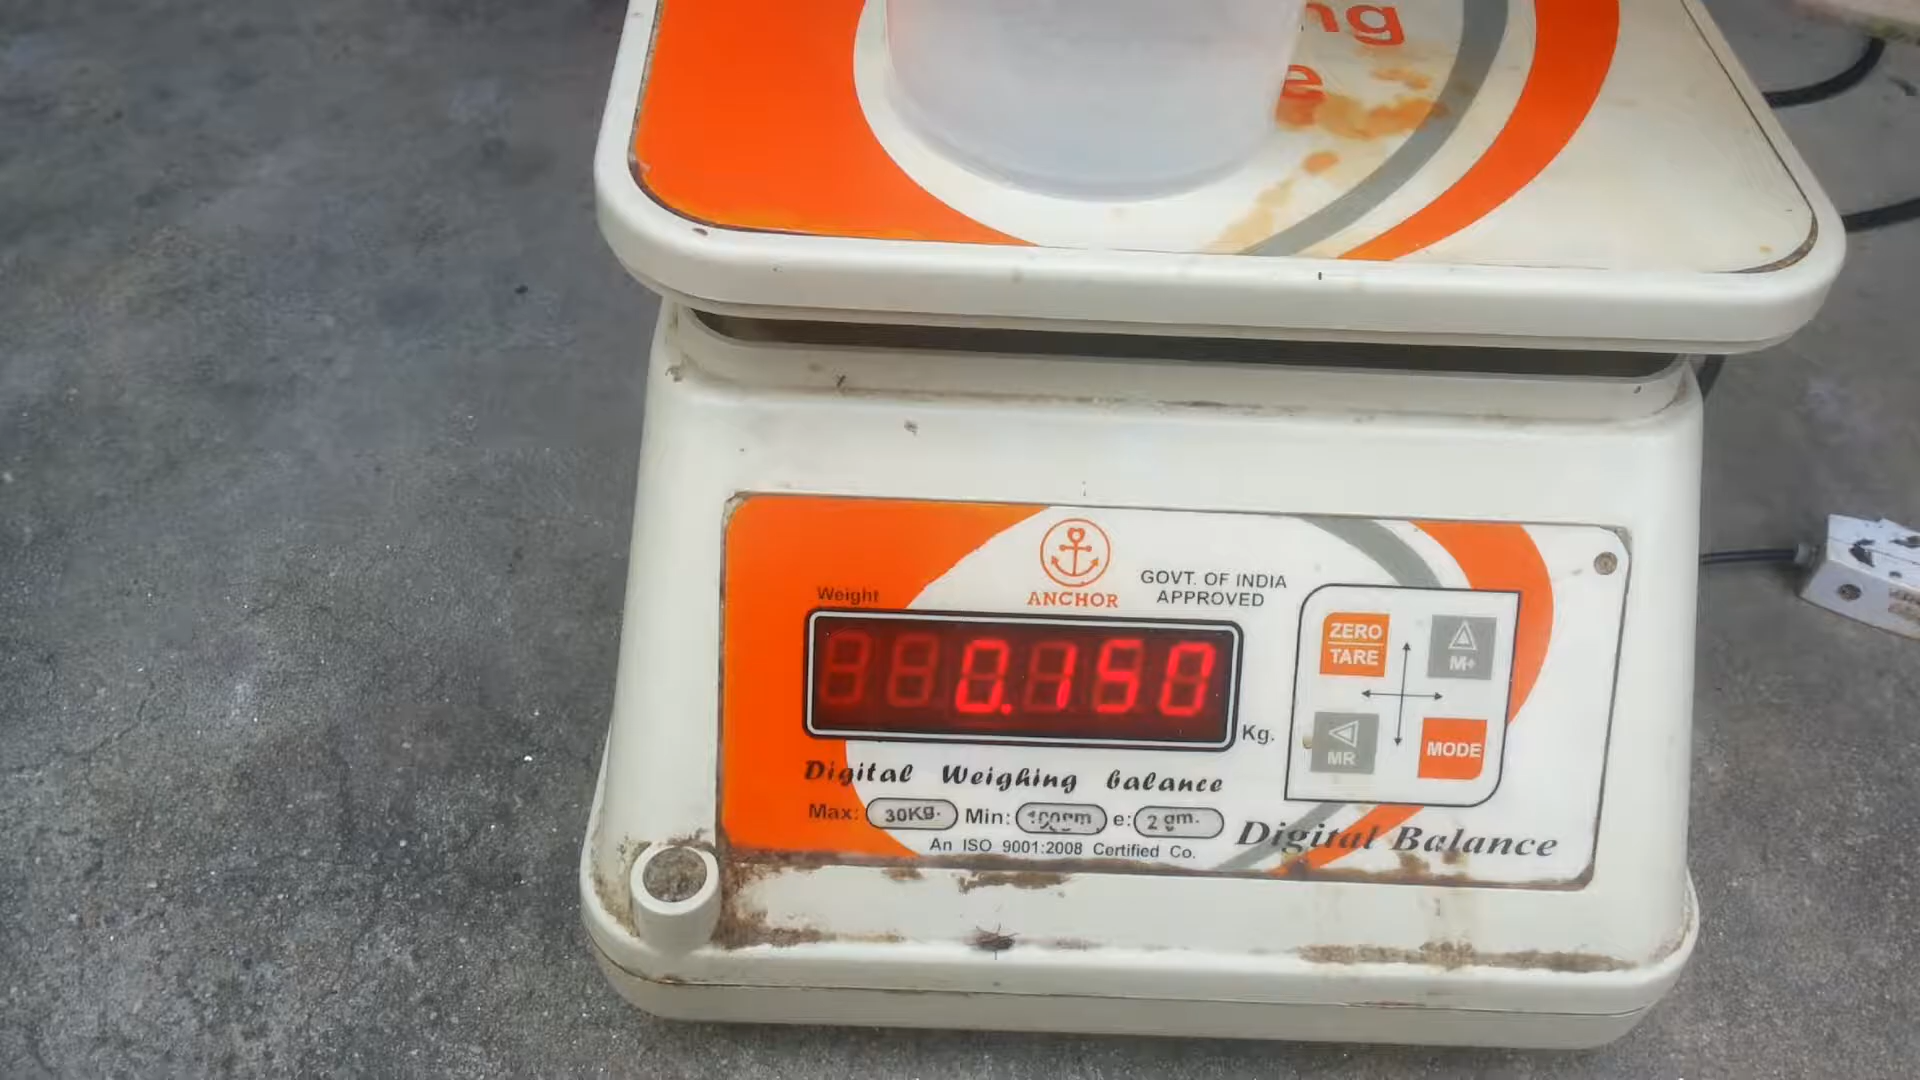 ng
e
ANCHOR
GOVT. OF INDIA
APPROVED
Weight
0.150
Kg.
ZERO
TARE
M+
MR
MODE
Digital Weighing balance
Max: 30Kg. Min: 100gm e: 2 gm.
An ISO 9001:2008 Certified Co.
Digital Balance